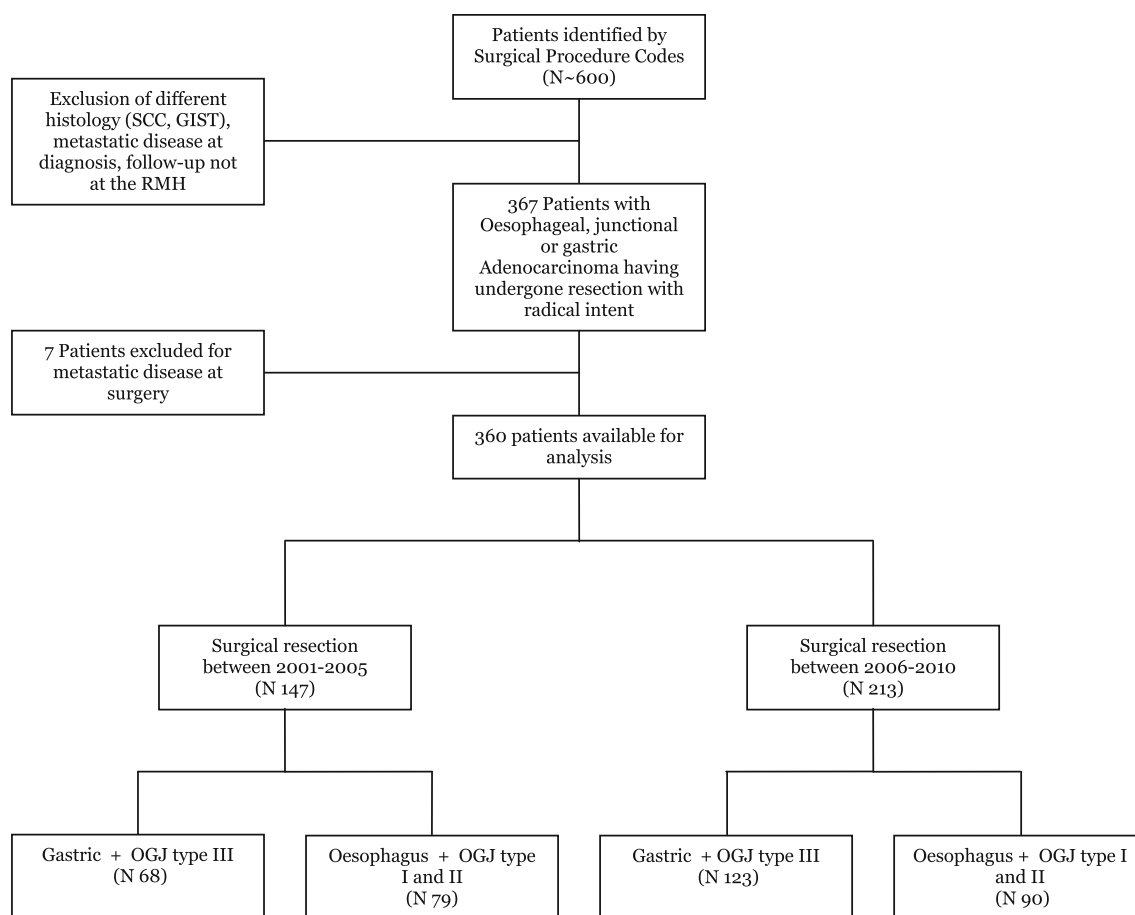 Patients identified by
Surgical Procedure Codes
(N~600)
Exclusion of different
histology (SCC, GIST),
metastatic disease at
diagnosis, follow-up not
at the RMH
367 Patients with
Oesophageal, junctional
or gastric
Adenocarcinoma having
undergone resection with
radical intent
7 Patients excluded for
metastatic disease at
surgery
360 patients available for
analysis
Surgical resection
between 2001-2005
(N 147)
Surgical resection
between 2006-2010
(N 213)
Gastric + OGJ type III
(N 68)
Oesophagus + OGJ type
I and II
(N 79)
Gastric + OGJ type III
(N 123)
Oesophagus + OGJ type I
and II
(N 90)